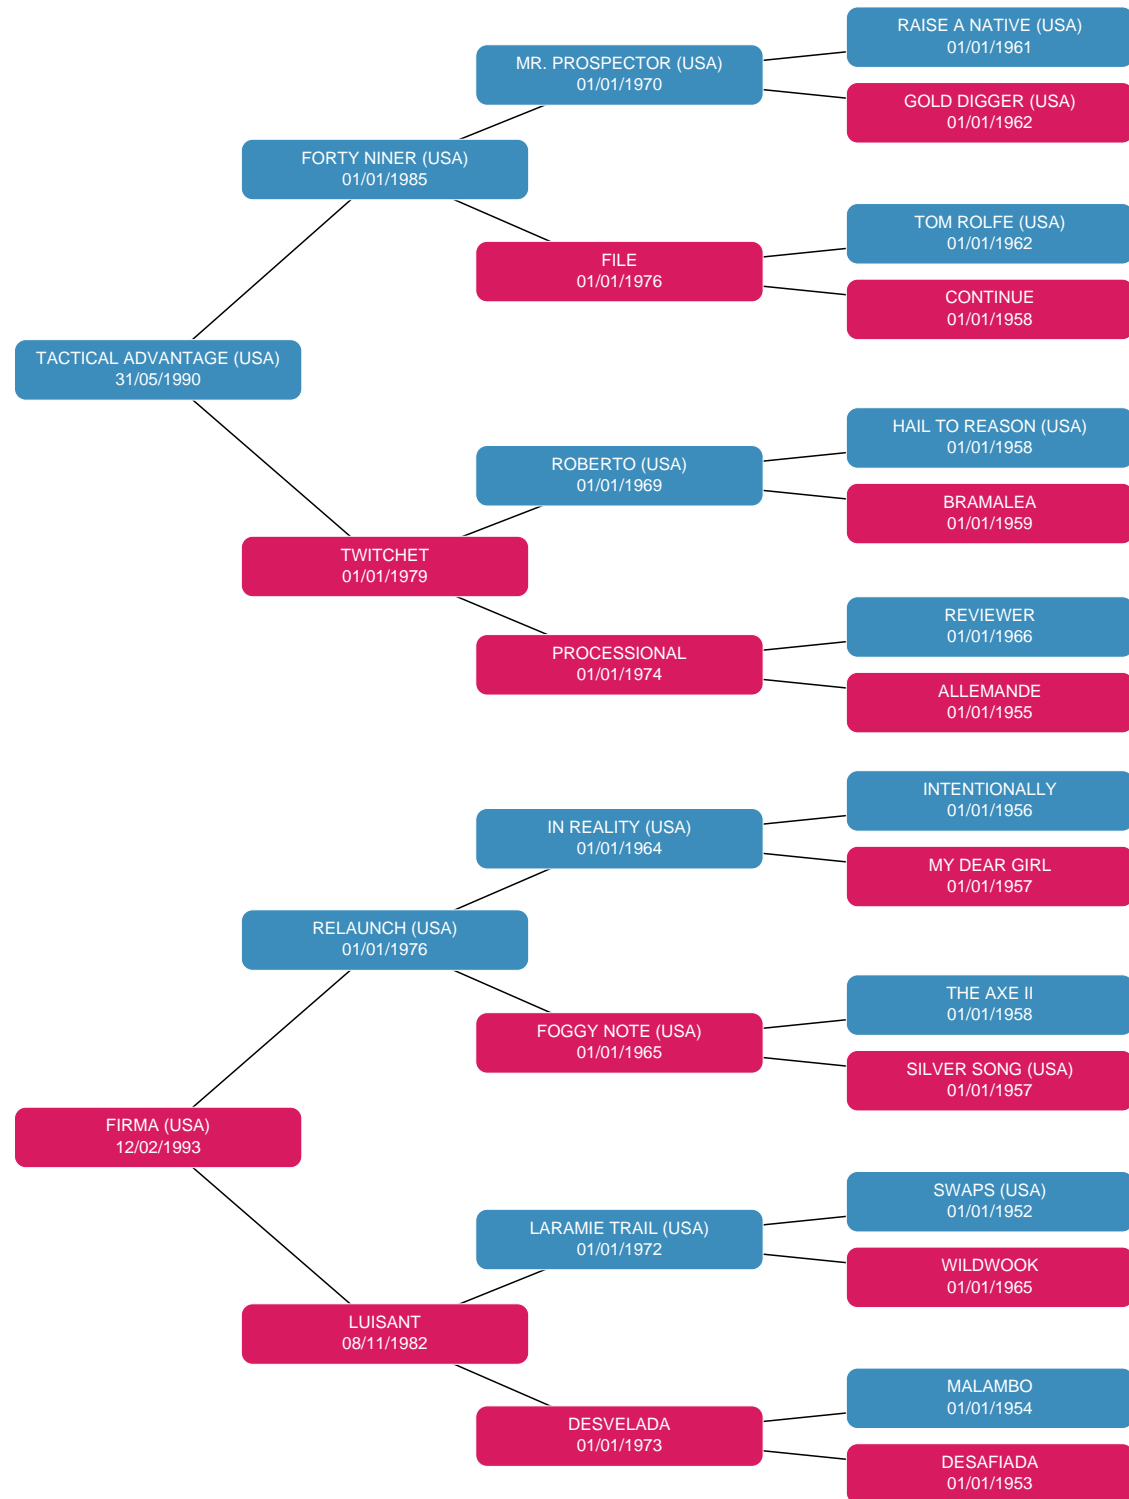 RAISE A NATIVE (USA)
01/01/1961
MR. PROSPECTOR (USA)
01/01/1970
GOLD DIGGER (USA)
01/01/1962
FORTY NINER (USA)
01/01/1985
TOM ROLFE (USA)
01/01/1962
FILE
01/01/1976
CONTINUE
01/01/1958
TACTICAL ADVANTAGE (USA)
31/05/1990
HAIL TO REASON (USA)
01/01/1958
ROBERTO (USA)
01/01/1969
BRAMALEA
01/01/1959
TWITCHET
01/01/1979
REVIEWER
01/01/1966
PROCESSIONAL
01/01/1974
ALLEMANDE
01/01/1955
INTENTIONALLY
01/01/1956
IN REALITY (USA)
01/01/1964
MY DEAR GIRL
01/01/1957
RELAUNCH (USA)
01/01/1976
THE AXE II
01/01/1958
FOGGY NOTE (USA)
01/01/1965
SILVER SONG (USA)
01/01/1957
FIRMA (USA)
12/02/1993
SWAPS (USA)
01/01/1952
LARAMIE TRAIL (USA)
01/01/1972
WILDWOOK
01/01/1965
LUISANT
08/11/1982
MALAMBO
01/01/1954
DESVELADA
01/01/1973
DESAFIADA
01/01/1953